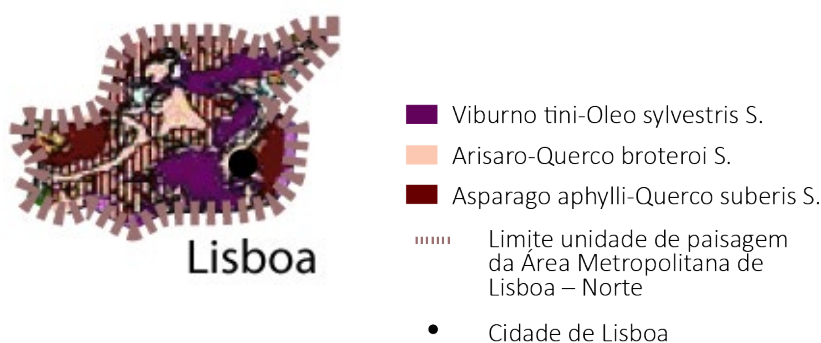 Lisboa
Viburno tini-Oleo sylvestris S.
Arisaro-Querco broteroi S.
Asparago aphylli-Querco suberis S.
Limite unidade de paisagem
da Área Metropolitana de
Lisboa – Norte
Cidade de Lisboa